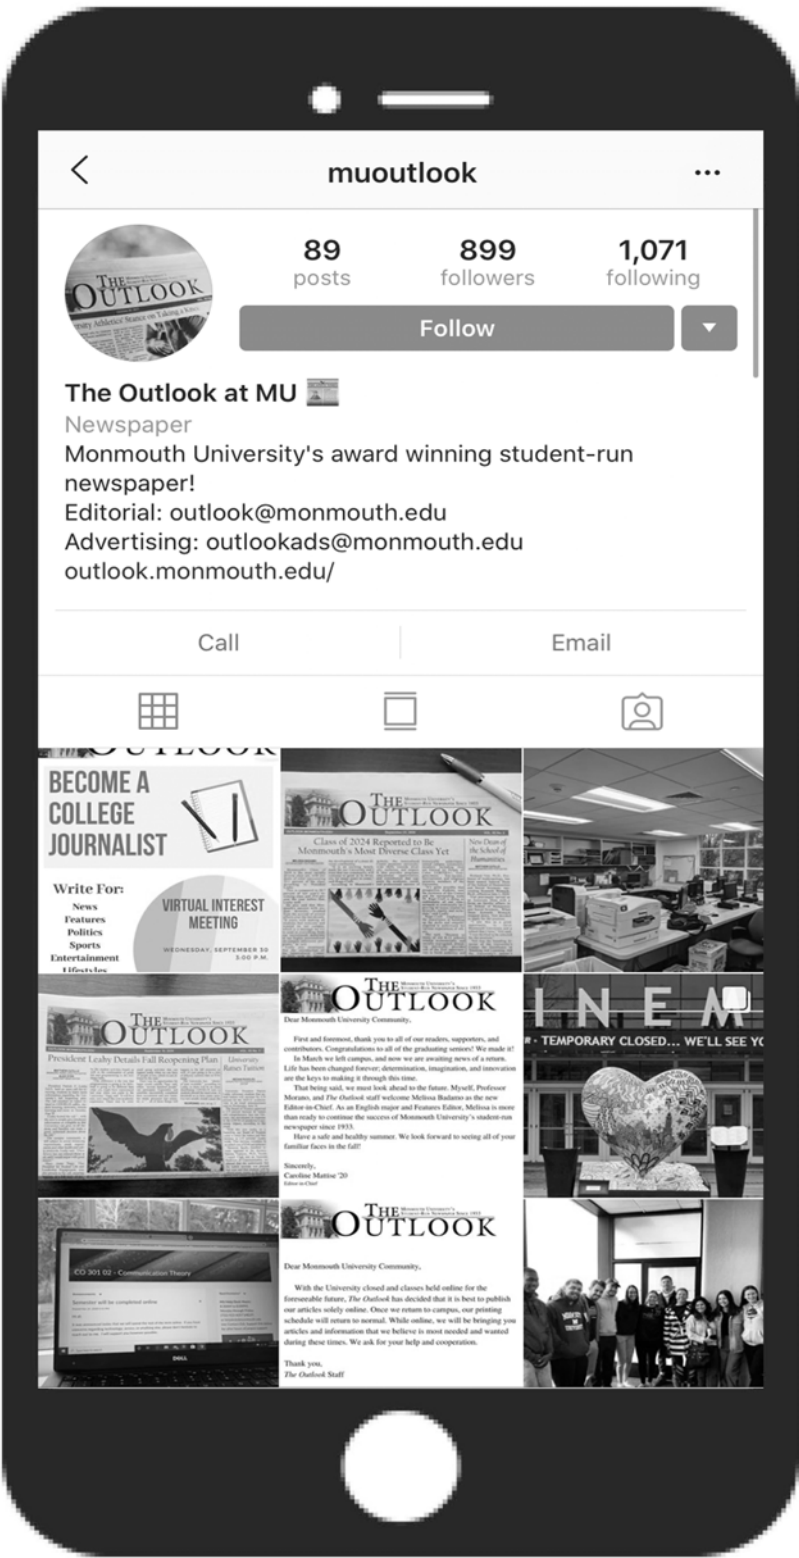 muoutlook
89
899
1,071
posts
followers
following
THE
OUTLOOK
Follow
The Outlook at MU
Newspaper
Monmouth University's award winning student-run
newspaper!
Editorial: outlook@monmouth.edu
Advertising: outlookads@monmouth.edu
outlook.monmouth.edu/
Call
Email
OUTLOOK
BECOME A
COLLEGE
JOURNALIST
Write For:
News
Features
Politics
Sports
Entertainment
Lifestyles
VIRTUAL INTEREST
MEETING
WEDNESDAY, SEPTEMBER 30
3:00 P.M.
THE
OUTLOOK
Class of 2024 Reported to Be
Monmouth's Most Diverse Class Yet
New Dean of
the School of
Humanities
THE
OUTLOOK
President Leahy Details Fall Reopening Plan
University
Raises Tuition
THE
OUTLOOK
Dear Monmouth University Community,
First and foremost, thank you to all of our readers, supporters, and
contributors. Congratulations to all of the graduating seniors! We made it!
In March we left campus, and now we are awaiting news of a return.
Life has been changed forever; determination, imagination, and innovation
are the keys to making it through this time.
That being said, we must look ahead to the future. Myself, Professor
Morano, and The Outlook staff welcome Melissa Badamo as the new
Editor-in-Chief. As an English major and Features Editor, Melissa is more
than ready to continue the success of Monmouth University's student-run
newspaper since 1933.
Have a safe and healthy summer. We look forward to seeing all of your
familiar faces in the fall!
Sincerely,
Caroline Mattise '20
Editor in Chief
INEM
TEMPORARY CLOSED... WE'LL SEE YO
CO 301 02 - Communication Theory
Semester will be completed online
DELL
THE
OUTLOOK
Dear Monmouth University Community,
With the University closed and classes held online for the
foreseeable future, The Outlook has decided that it is best to publish
our articles solely online. Once we return to campus, our printing
schedule will return to normal. While online, we will be bringing you
articles and information that we believe is most needed and wanted
during these times. We ask for your help and cooperation.
Thank you,
The Outlook Staff